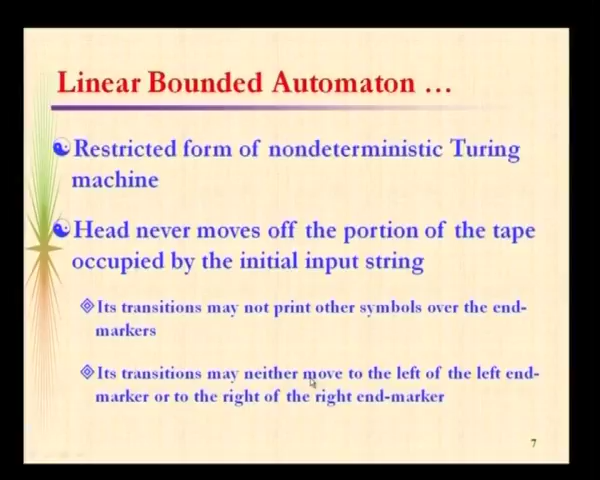 Linear Bounded Automaton …
Restricted form of nondeterministic Turing
machine
Head never moves off the portion of the tape
occupied by the initial input string
Its transitions may not print other symbols over the end-
markers
Its transitions may neither move to the left of the left end-
marker or to the right of the right end-marker
7